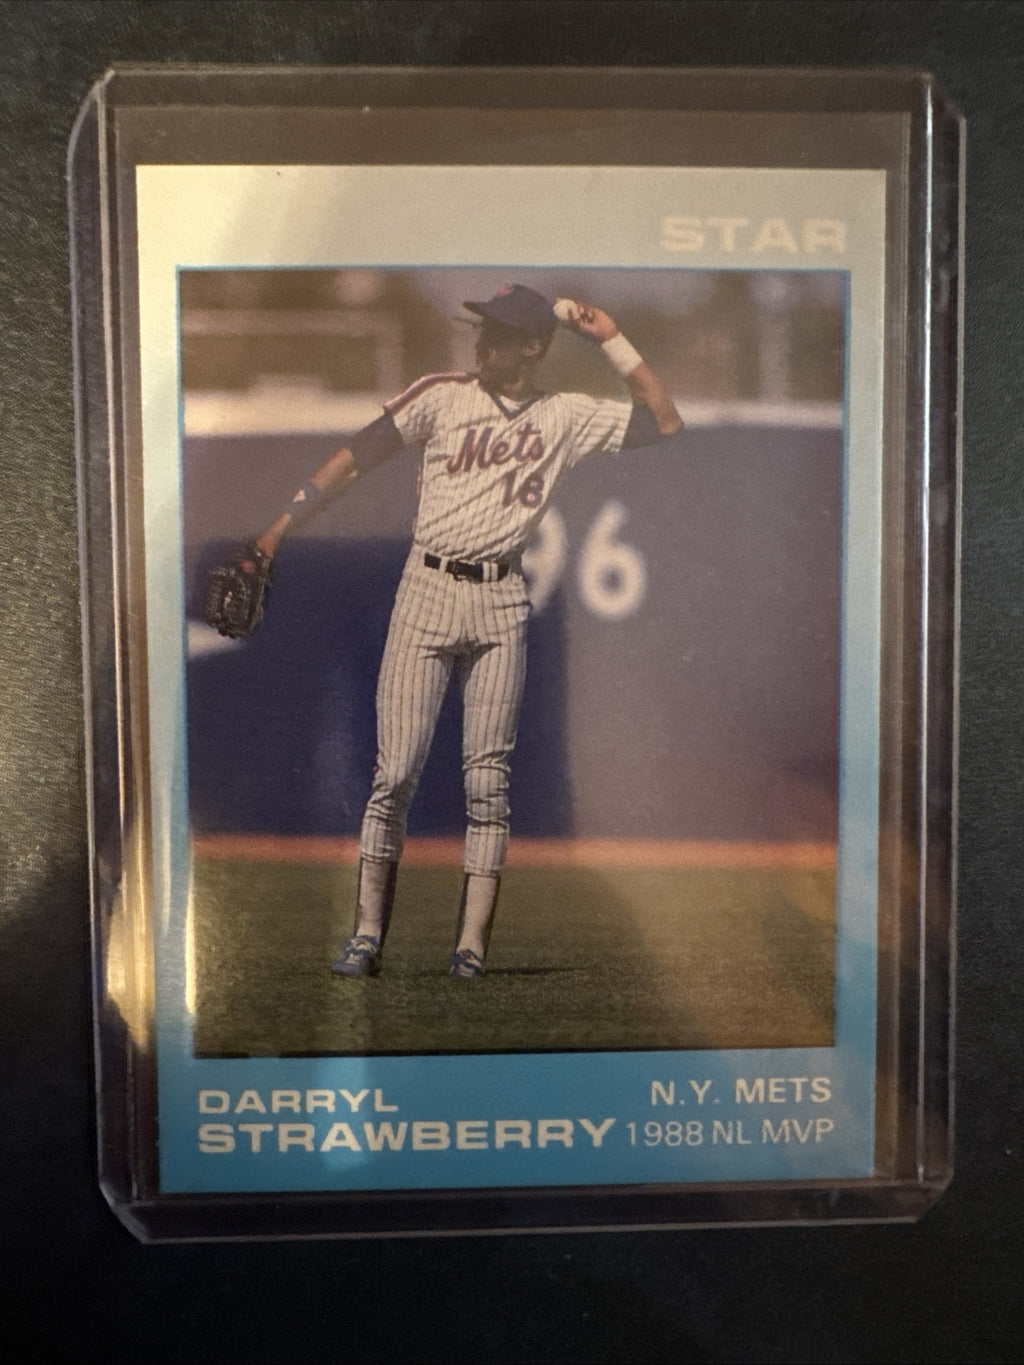 STAR
Mets
18
96
DARRYL
STRAWBERRY
N.Y. METS
1988 NL MVP